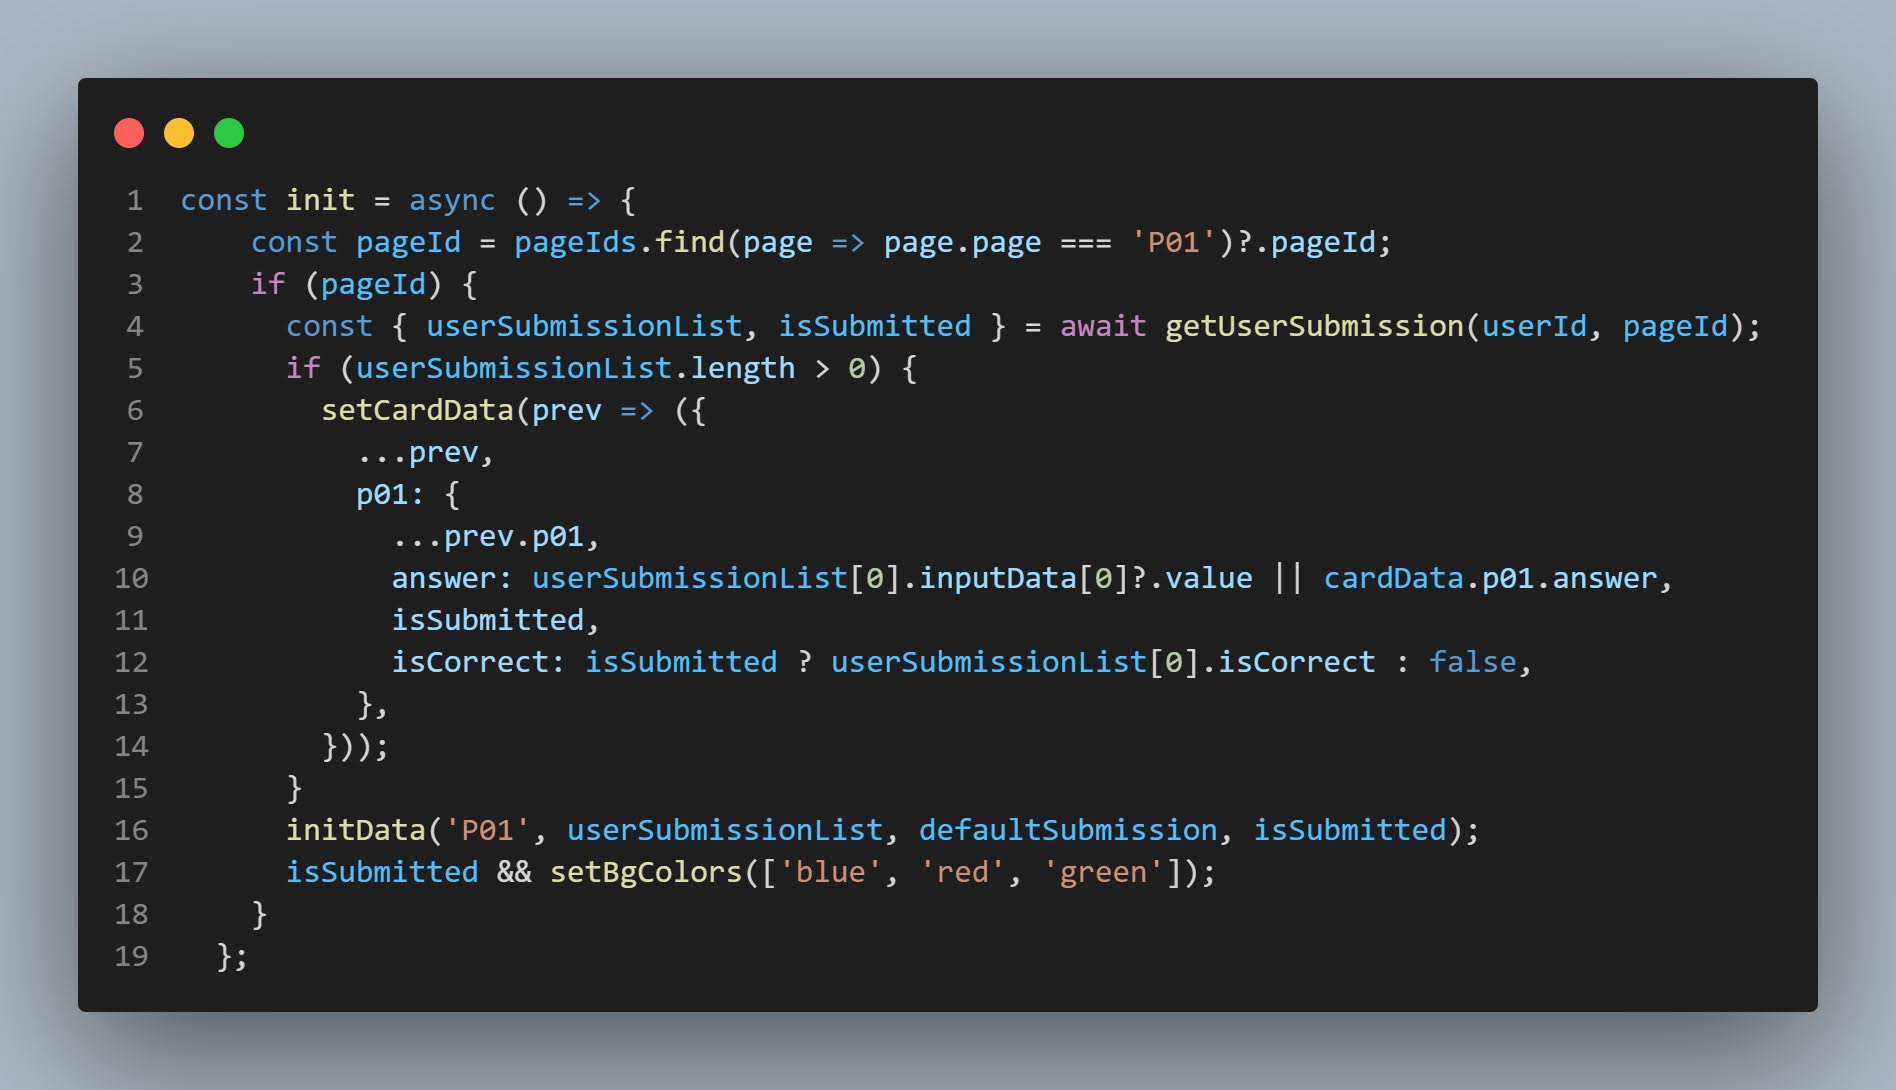 1 const init = async () => {
2 const pageId = pageIds.find(page => page.page === 'P01')?.pageId;
3 if (pageId) {
4 const { userSubmissionList, isSubmitted } = await getUserSubmission(userId, pageId);
5 if (userSubmissionList.length > 0) {
6 setCardData(prev => ({
7 ...prev,
8 p01: {
9 ...prev.p01,
10 answer: userSubmissionList[0].inputData[0]?.value || cardData.p01.answer,
11 isSubmitted,
12 isCorrect: isSubmitted ? userSubmissionList[0].isCorrect : false,
13 },
14 }));
15 }
16 initData('P01', userSubmissionList, defaultSubmission, isSubmitted);
17 isSubmitted && setBgColors(['blue', 'red', 'green']);
18 }
19 };